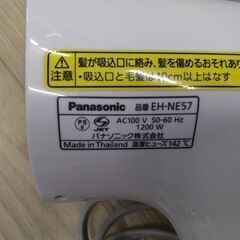 髪が吸込口に絡み、髪を傷めるおそれあり
注意
・吸込口と毛髪は10cm以上はなす
Panasonic 品番 EH-NE57
PS
E
JET
AC100 V 50-60 Hz
1200 W
パナソニック株式会社
Made in Thailand 温度ヒューズ 142 ℃